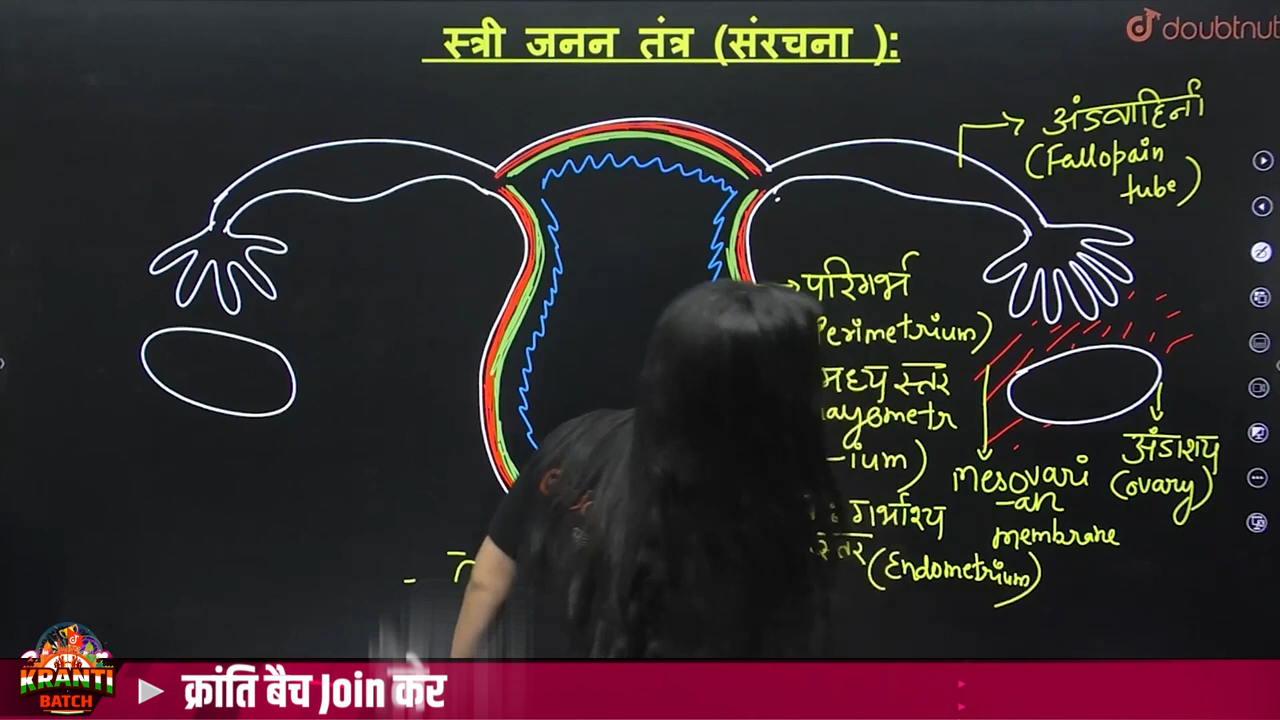 स्त्री जनन तंत्र (संरचना ):
doubtnut
अंडवाहिनी
(Fallopain
tube)
परिगर्भ
Perimetrium)
मध्य स्तर
ayometr
-ium)
गर्भाश्य
स्तर (Endometrium)
mesovari
-an
membrane
अंडाशय
(ovary)
KRANTI
BATCH
क्रांति बैच Join करे